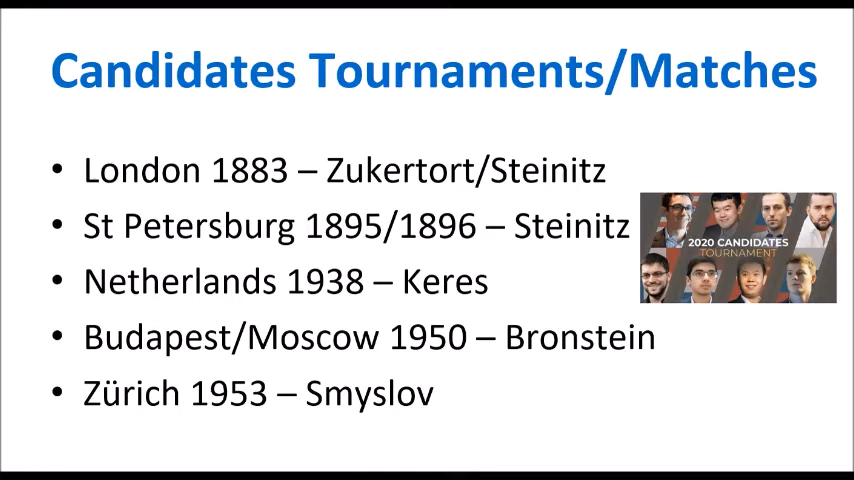 Candidates Tournaments/Matches
• London 1883 – Zukertort/Steinitz
• St Petersburg 1895/1896 – Steinitz
• Netherlands 1938 – Keres
• Budapest/Moscow 1950 – Bronstein
• Zürich 1953 – Smyslov
2020 CANDIDATES
TOURNAMENT